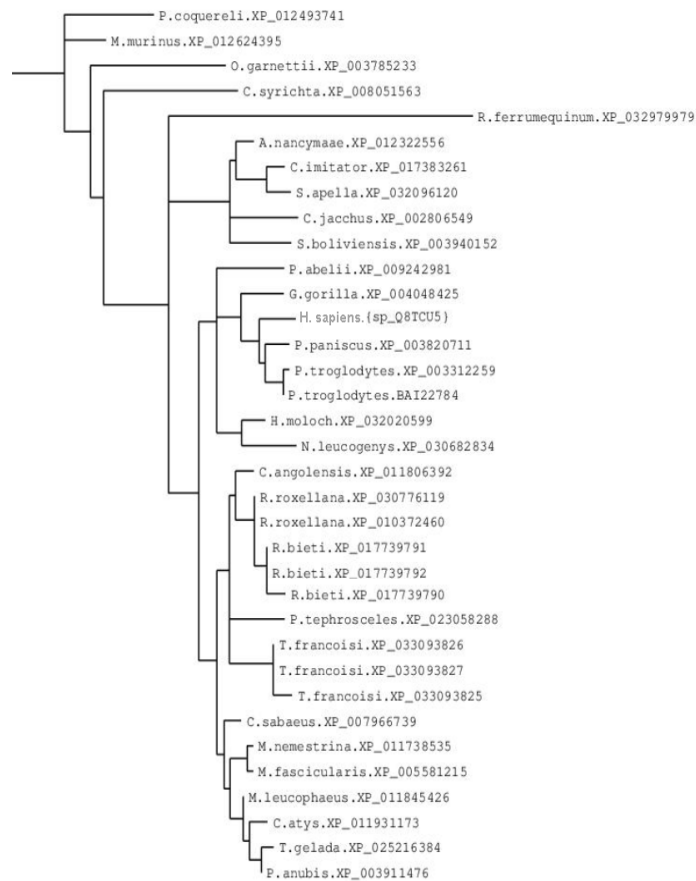 P.coquereli.XP_012493741
M.murinus.XP_012624395
O.garnettii.XP_003785233
C.syrichta.XP_008051563
R.ferrumequinum.XP_032979979
A.nancymaae.XP_012322556
C.imitator.XP_017383261
S.apella.XP_032096120
C.jacchus.XP_002806549
S.boliviensis.XP_003940152
P.abelii.XP_009242981
G.gorilla.XP_004048425
H. sapiens.{sp_Q8TCU5}
P.paniscus.XP_003820711
P.troglodytes.XP_003312259
P.troglodytes.BAI22784
H.moloch.XP_032020599
N.leucogenys.XP_030682834
C.angolensis.XP_011806392
R.roxellana.XP_030776119
R.roxellana.XP_010372460
R.bieti.XP_017739791
R.bieti.XP_017739792
R.bieti.XP_017739790
P.tephrosceles.XP_023058288
T.francoisi.XP_033093826
T.francoisi.XP_033093827
T.francoisi.XP_033093825
C.sabaeus.XP_007966739
M.nemestrina.XP_011738535
M.fascicularis.XP_005581215
M.leucophaeus.XP_011845426
C.atys.XP_011931173
T.gelada.XP_025216384
P.anubis.XP_003911476